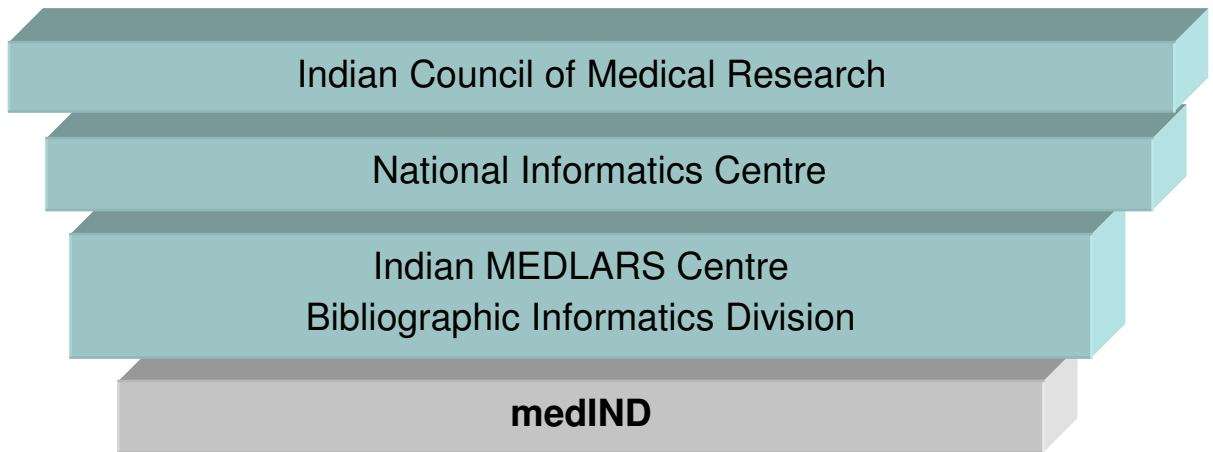 Indian Council of Medical Research
National Informatics Centre
Indian MEDLARS Centre
Bibliographic Informatics Division
medIND